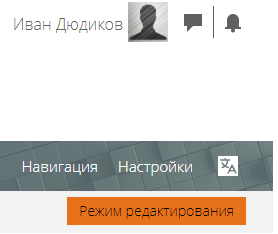 Иван Дюдиков
Навигация Настройки
Режим редактирования